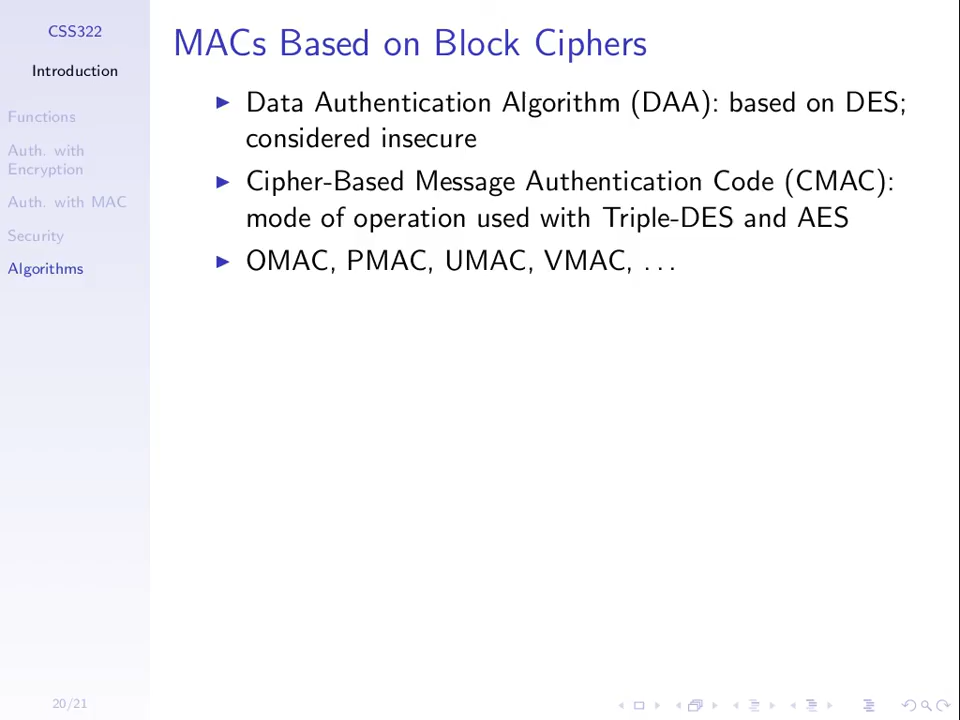 CSS322
Introduction
Functions
Auth. with
Encryption
Auth. with MAC
Security
Algorithms
20/21
MACs Based on Block Ciphers
Data Authentication Algorithm (DAA): based on DES;
considered insecure
Cipher-Based Message Authentication Code (CMAC):
mode of operation used with Triple-DES and AES
OMAC, PMAC, UMAC, VMAC, . . .